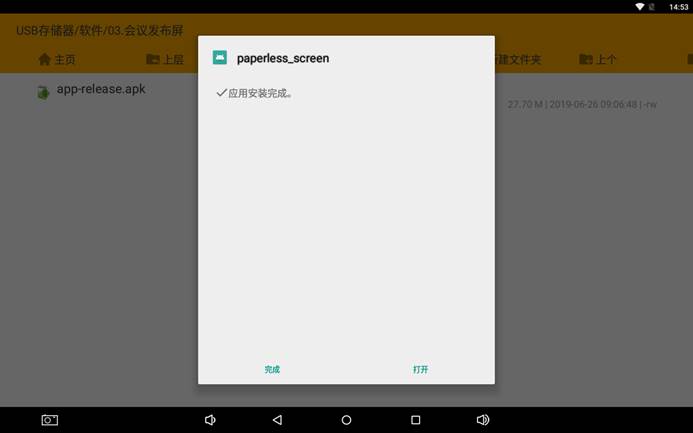 14:53
USB存储器/软件/03.会议发布屏
主页
上层
建文件夹
上个
paperless_screen
app-release.apk
应用安装完成。
27.70 M | 2019-06-26 09:06:48 | -rw
完成
打开